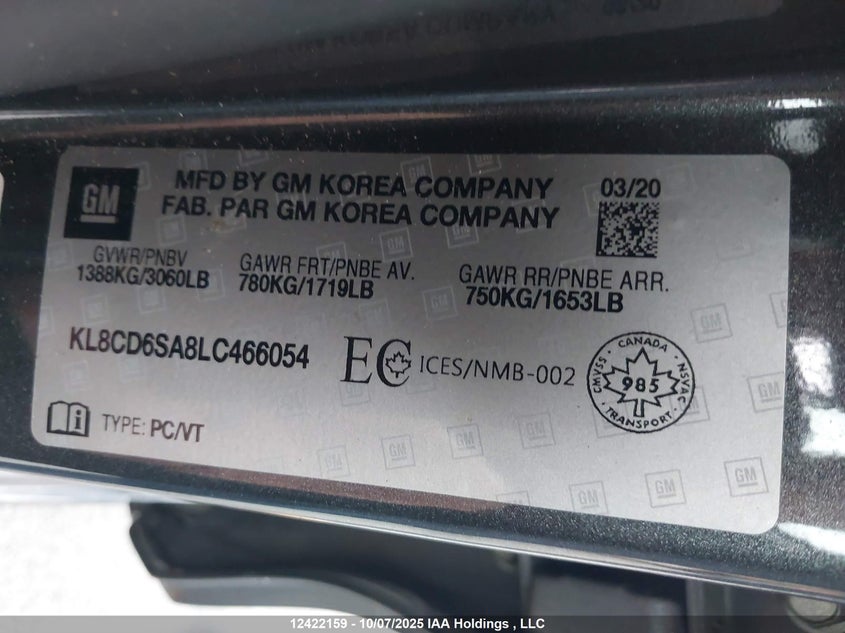 GM
MFD BY GM KOREA COMPANY
FAB. PAR GM KOREA COMPANY
03/20
GVWR/PNBV
1388KG/3060LB
GAWR FRT/PNBE AV.
780KG/1719LB
GAWR RR/PNBE ARR.
750KG/1653LB
KL8CD6SA8LC466054
EC ICES/NMB-002
CANADA
CMVSS 985 NSVAC
TRANSPORT
TYPE: PC/VT
12422159 - 10/07/2025 IAA Holdings , LLC